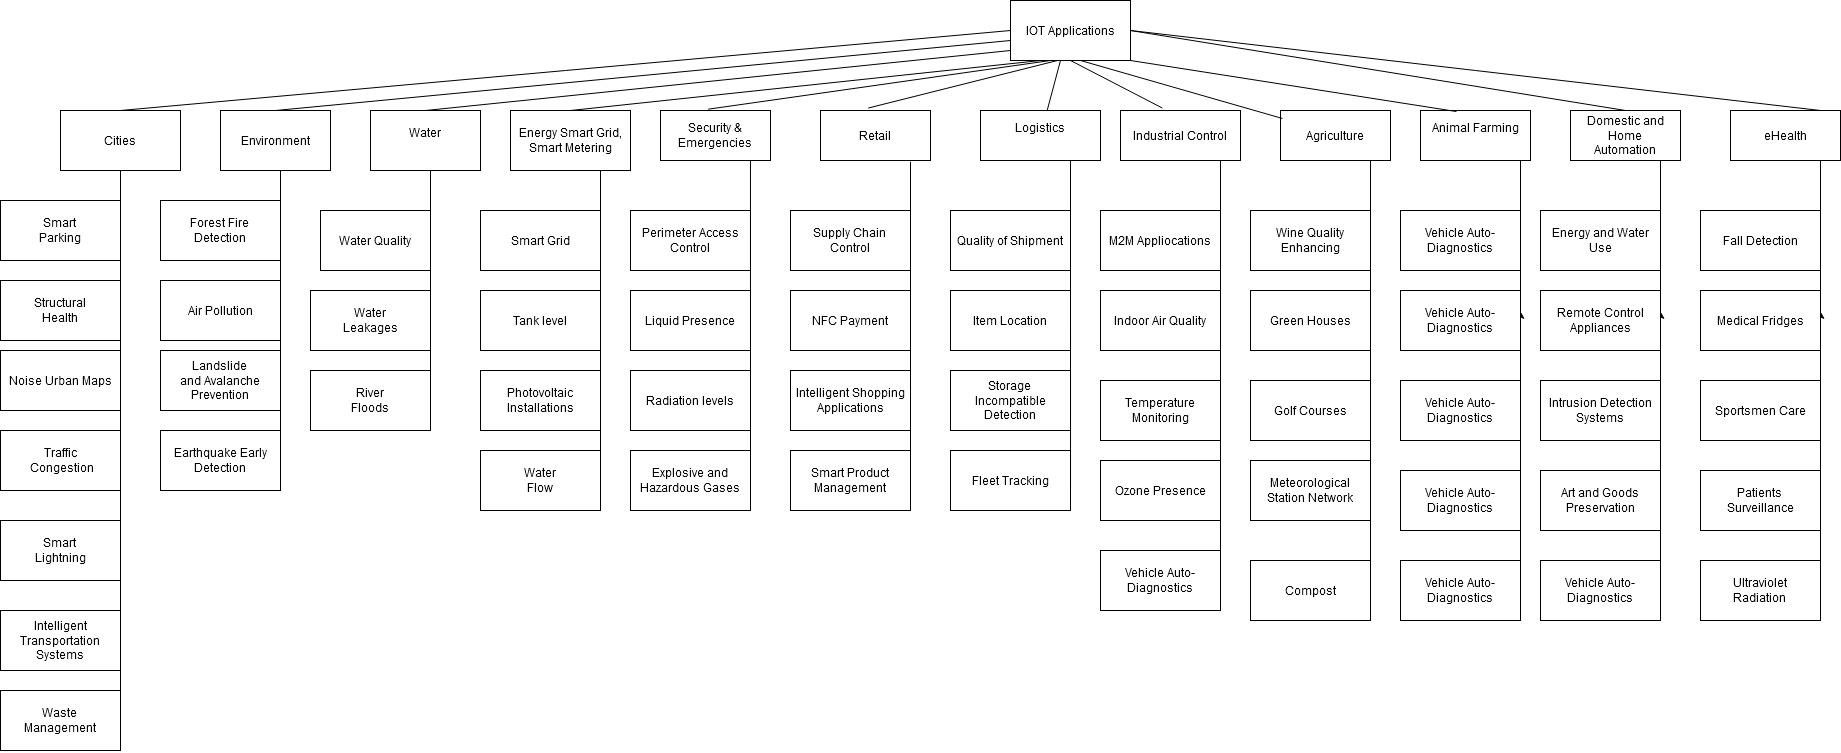 IOT Applications
Cities
Environment
Water
Energy Smart Grid,
Smart Metering
Security &
Emergencies
Retail
Logistics
Industrial Control
Agriculture
Animal Farming
Domestic and
Home
Automation
eHealth
Smart
Parking
Structural
Health
Noise Urban Maps
Traffic
Congestion
Smart
Lightning
Intelligent
Transportation
Systems
Waste
Management
Forest Fire
Detection
Air Pollution
Landslide
and Avalanche
Prevention
Earthquake Early
Detection
Water Quality
Water
Leakages
River
Floods
Smart Grid
Tank level
Photovoltaic
Installations
Water
Flow
Perimeter Access
Control
Liquid Presence
Radiation levels
Explosive and
Hazardous Gases
Supply Chain
Control
NFC Payment
Intelligent Shopping
Applications
Smart Product
Management
Quality of Shipment
Item Location
Storage
Incompatible
Detection
Fleet Tracking
M2M Appliocations
Indoor Air Quality
Temperature
Monitoring
Ozone Presence
Vehicle Auto-
Diagnostics
Wine Quality
Enhancing
Green Houses
Golf Courses
Meteorological
Station Network
Compost
Vehicle Auto-
Diagnostics
Vehicle Auto-
Diagnostics
Vehicle Auto-
Diagnostics
Vehicle Auto-
Diagnostics
Vehicle Auto-
Diagnostics
Energy and Water
Use
Remote Control
Appliances
Intrusion Detection
Systems
Art and Goods
Preservation
Vehicle Auto-
Diagnostics
Fall Detection
Medical Fridges
Sportsmen Care
Patients
Surveillance
Ultraviolet
Radiation